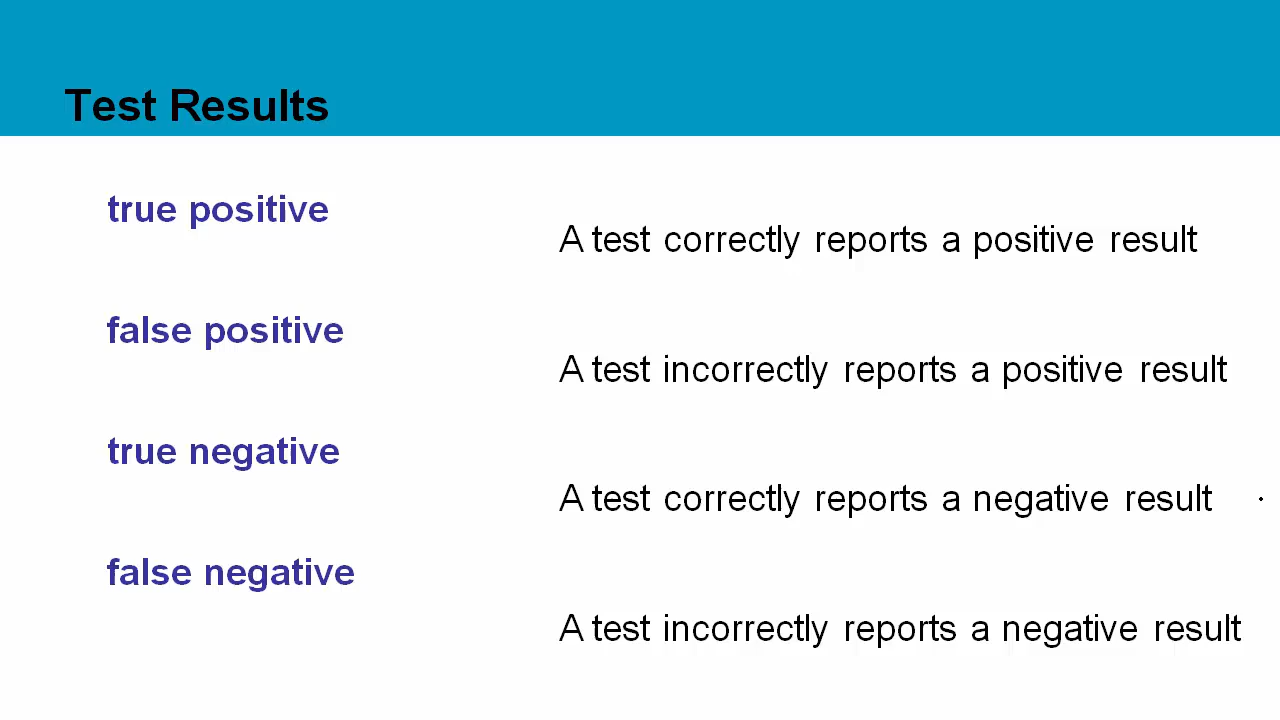 Test Results
true positive
A test correctly reports a positive result
false positive
A test incorrectly reports a positive result
true negative
A test correctly reports a negative result
false negative
A test incorrectly reports a negative result